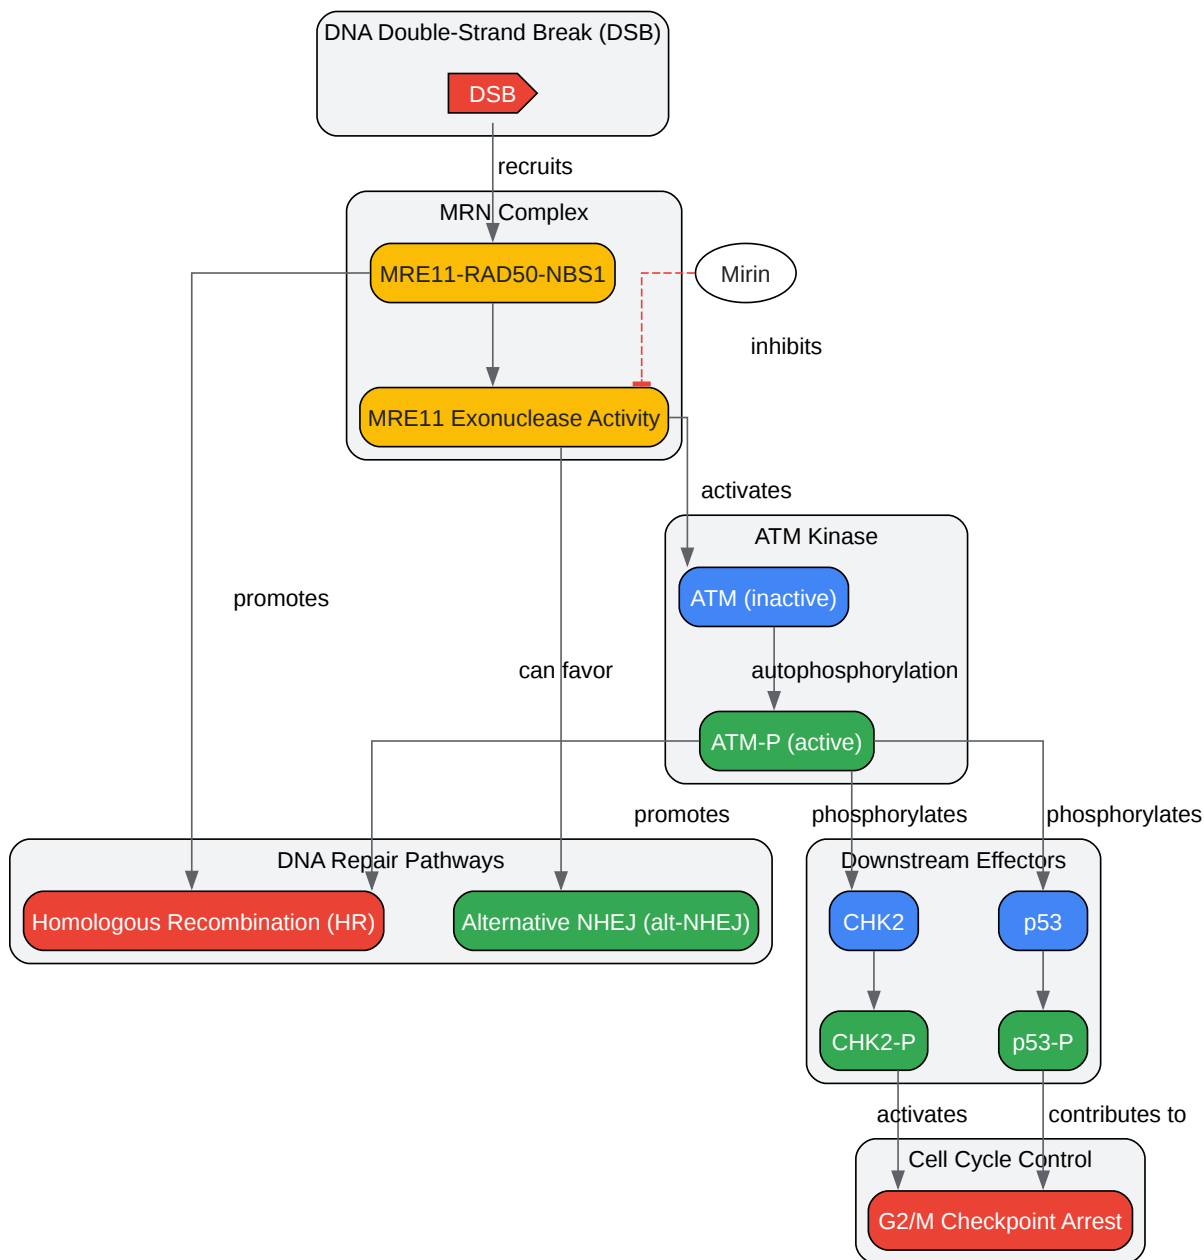 DNA Double-Strand Break (DSB)
DSB
recruits
MRN Complex
MRE11-RAD50-NBS1
Mirin
inhibits
MRE11 Exonuclease Activity
activates
ATM Kinase
ATM (inactive)
promotes
can favor
autophosphorylation
ATM-P (active)
promotes
phosphorylates
phosphorylates
DNA Repair Pathways
Downstream Effectors
Homologous Recombination (HR)
Alternative NHEJ (alt-NHEJ)
CHK2
p53
CHK2-P
p53-P
activates
contributes to
Cell Cycle Control
G2/M Checkpoint Arrest